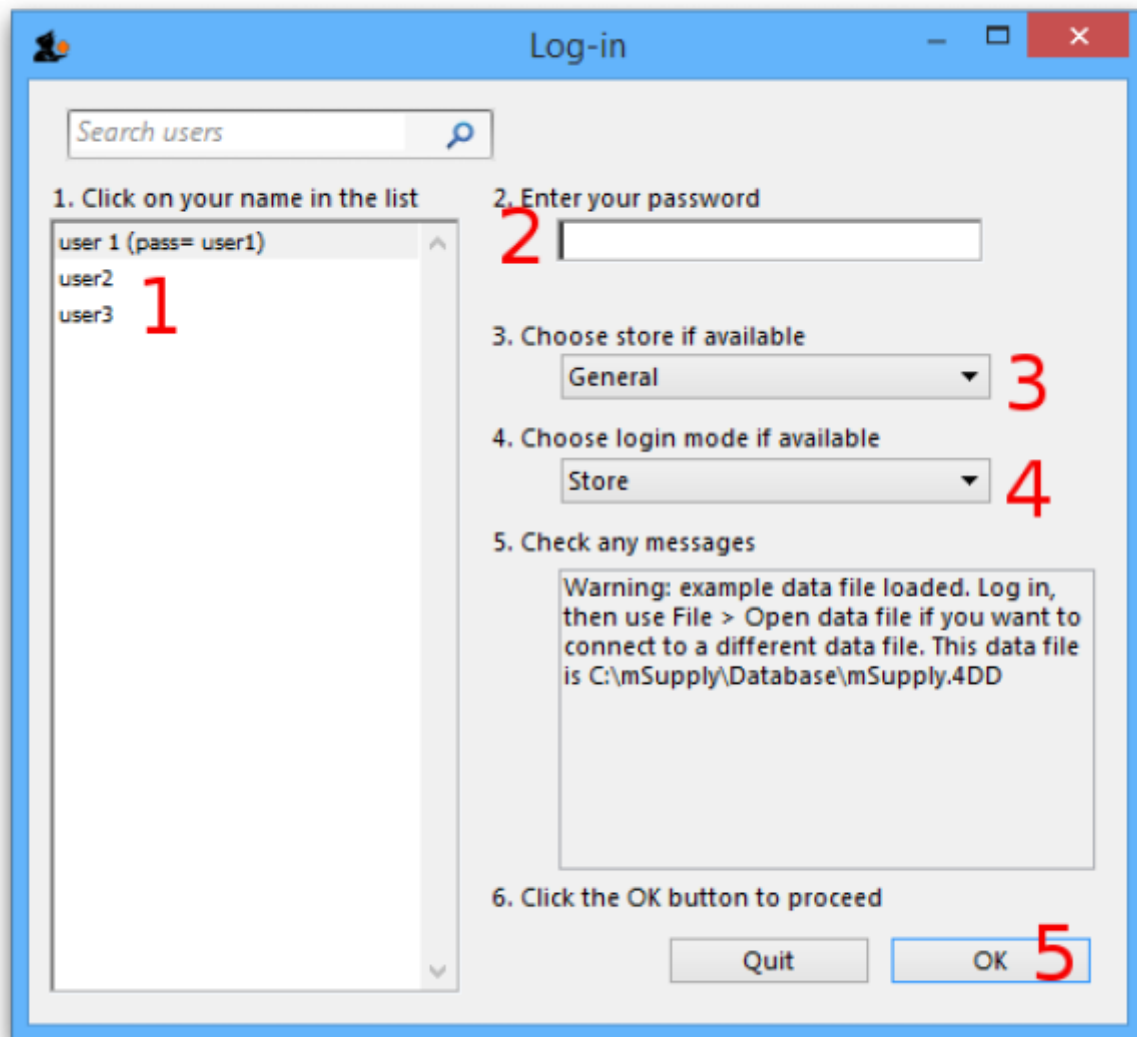 Log-in
Search users
1. Click on your name in the list
user 1 (pass= user1)
user2
user3
1
2. Enter your password
2
3. Choose store if available
General
3
4. Choose login mode if available
Store
4
5. Check any messages
Warning: example data file loaded. Log in,
then use File > Open data file if you want to
connect to a different data file. This data file
is C:\mSupply\Database\mSupply.4DD
6. Click the OK button to proceed
Quit
OK
5